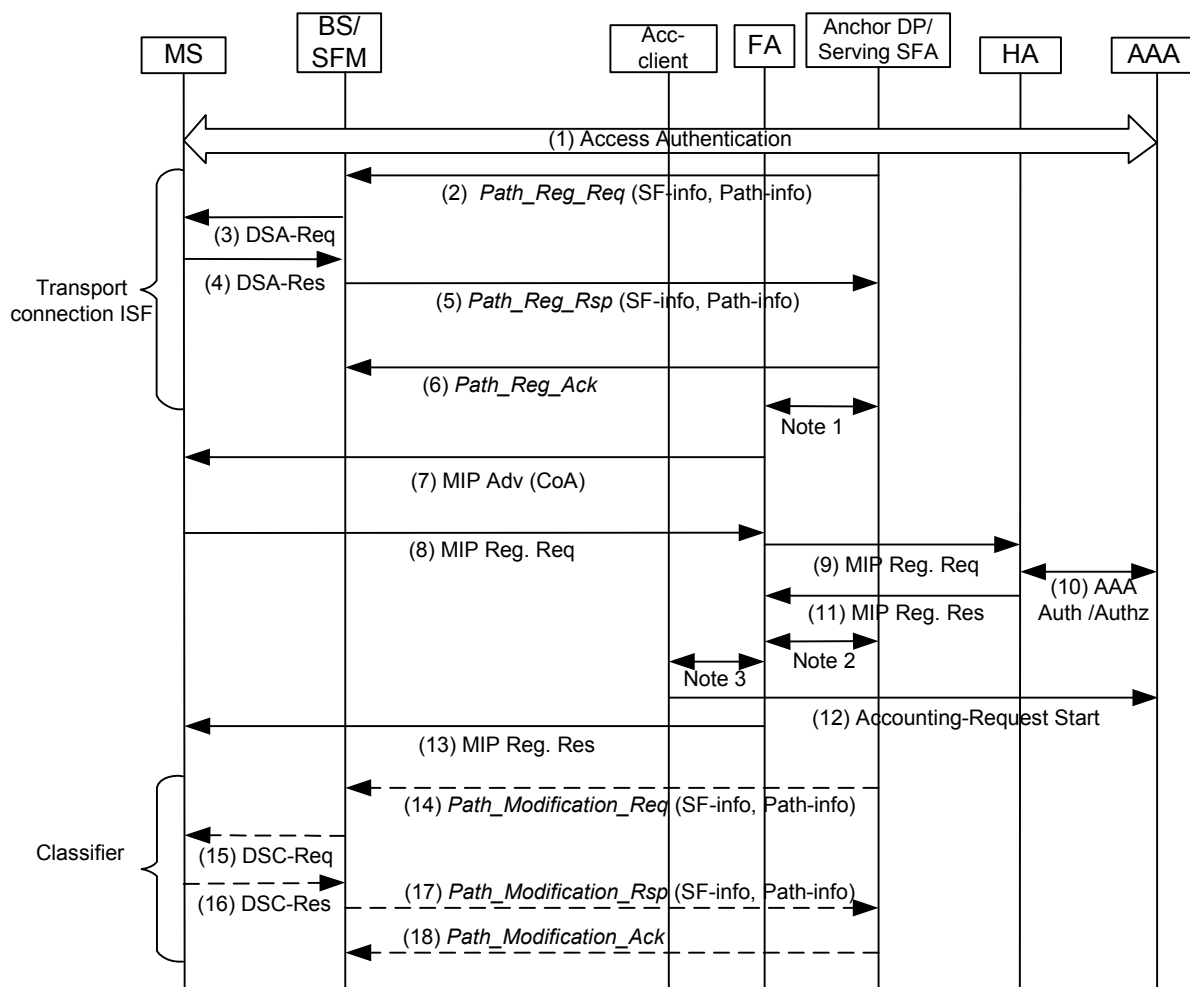 MS
BS/
SFM
Acc-
client
FA
Anchor DP/
Serving SFA
HA
AAA
(1) Access Authentication
(2) Path_Reg_Req (SF-info, Path-info)
(3) DSA-Req
(4) DSA-Res
Transport
connection ISF
(5) Path_Reg_Rsp (SF-info, Path-info)
(6) Path_Reg_Ack
Note 1
(7) MIP Adv (CoA)
(8) MIP Reg. Req
(9) MIP Reg. Req
(10) AAA
Auth /Authz
(11) MIP Reg. Res
Note 2
Note 3
(12) Accounting-Request Start
(13) MIP Reg. Res
(14) Path_Modification_Req (SF-info, Path-info)
Classifier
(15) DSC-Req
(16) DSC-Res
(17) Path_Modification_Rsp (SF-info, Path-info)
(18) Path_Modification_Ack